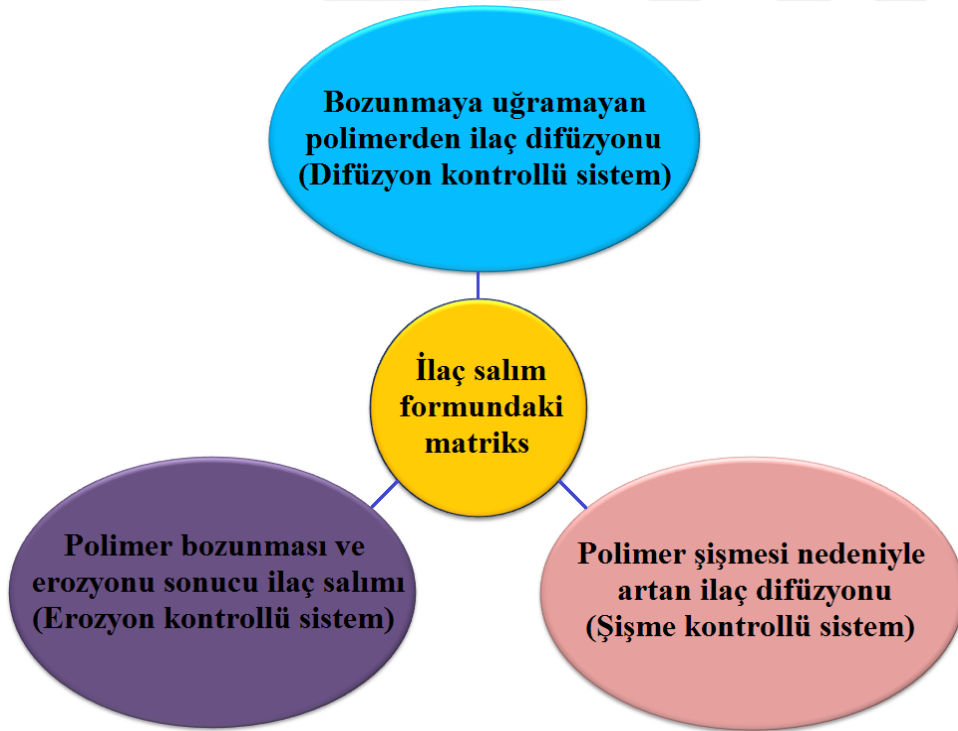 Bozunmaya uğramayan
polimerden ilaç difüzyonu
(Difüzyon kontrollü sistem)
İlaç salım
formundaki
matriks
Polimer bozunması ve
erozyonu sonucu ilaç salımı
(Erozyon kontrollü sistem)
Polimer şişmesi nedeniyle
artan ilaç difüzyonu
(Şişme kontrollü sistem)